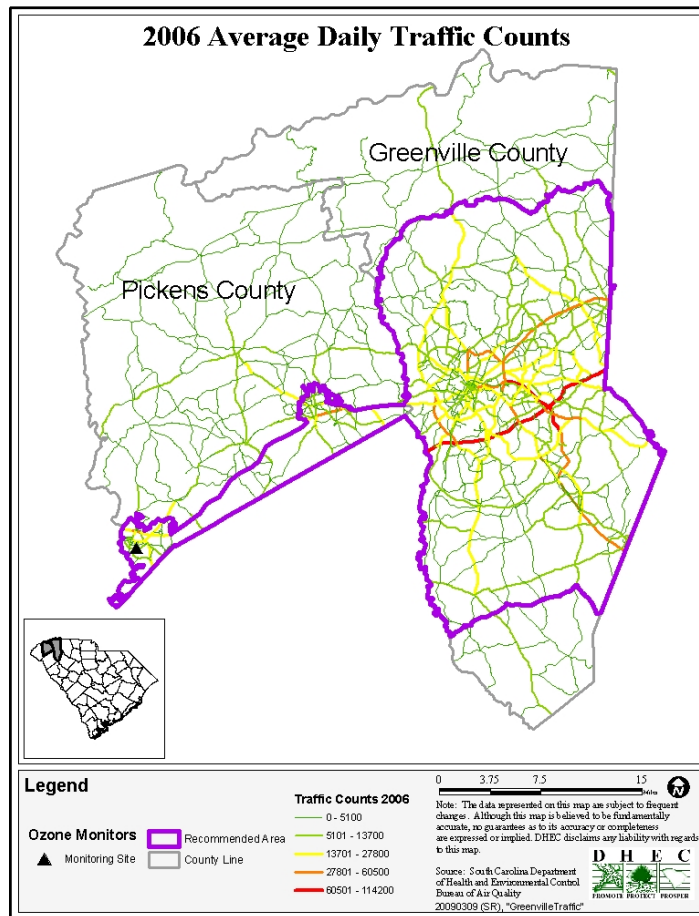 2006 Average Daily Traffic Counts
Greenville County
Pickens County
Legend
Ozone Monitors
Monitoring Site
Recommended Area
County Line
Traffic Counts 2006
0 - 5100
5101 - 13700
13701 - 27800
27801 - 60500
60501 - 114200
0 3.75 7.5 15
Miles
N
Note: The data represented on this map are subject to frequent
changes. Although this map is believed to be fundamentally
accurate, no guarantees as to its accuracy or completeness
are expressed or implied. DHEC disclaims any liability with regards
to this map.
Source: South Carolina Department
of Health and Environmental Control
Bureau of Air Quality
20090309 (SR), "GreenvilleTraffic"
D H E C
PROMOTE PROTECT PROSPER